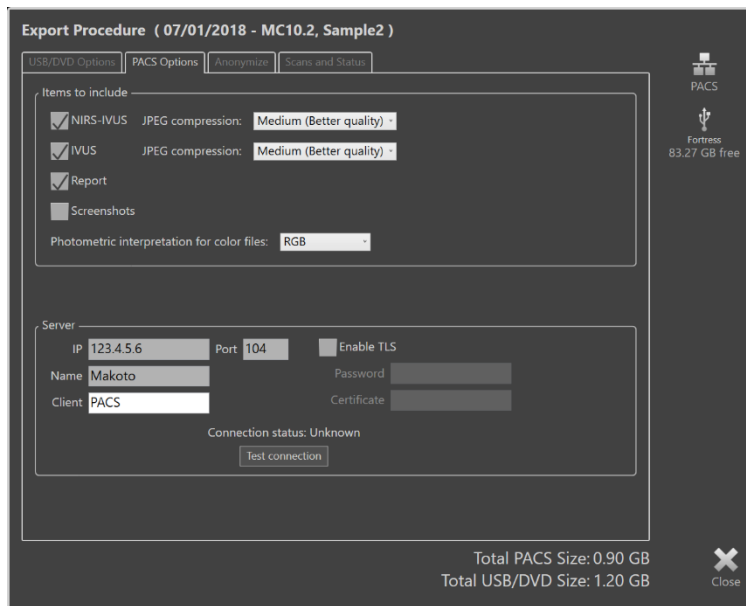 Export Procedure ( 07/01/2018 - MC10.2, Sample2 )
USB/DVD Options PACS Options Anonymize Scans and Status
PACS
Fortress
83.27 GB free
Items to include
NIRS-IVUS JPEG compression: Medium (Better quality)
IVUS JPEG compression: Medium (Better quality)
Report
Screenshots
Photometric interpretation for color files: RGB
Server
IP 123.4.5.6 Port 104 Enable TLS
Name Makoto Password
Client PACS Certificate
Connection status: Unknown
Test connection
Total PACS Size: 0.90 GB
Total USB/DVD Size: 1.20 GB
Close